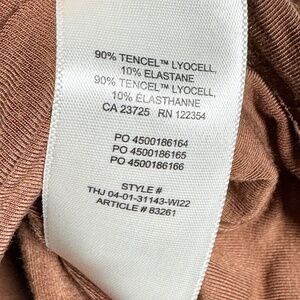 90% TENCEL™ LYOCELL,
10% ELASTANE
90% TENCEL™ LYOCELL,
10% ÉLASTHANNE
CA 23725 RN 122354
PO 4500186164
PO 4500186165
PO 4500186166
STYLE #
THJ 04-01-31143-WI22
ARTICLE # 83261